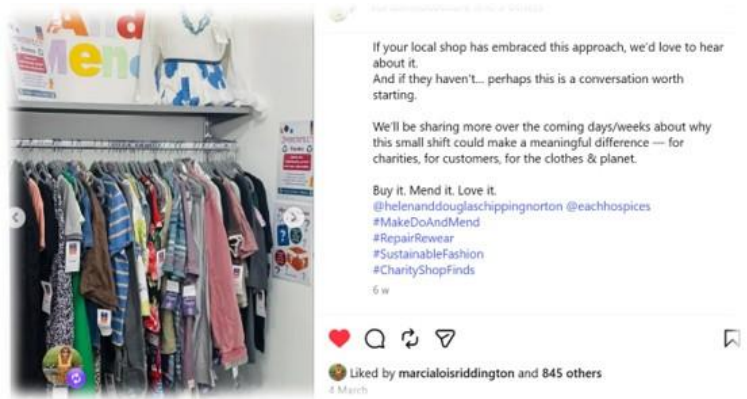 And
Mend
If your local shop has embraced this approach, we'd love to hear
about it.
And if they haven't... perhaps this is a conversation worth
starting.
We'll be sharing more over the coming days/weeks about why
this small shift could make a meaningful difference — for
charities, for customers, for the clothes & planet.
Buy it. Mend it. Love it.
@helenanddouglaschippingnorton @eachhospices
#MakeDoAndMend
#RepairRewear
#SustainableFashion
#CharityShopFinds
6 w
Liked by marcialoisriddington and 845 others
4 March